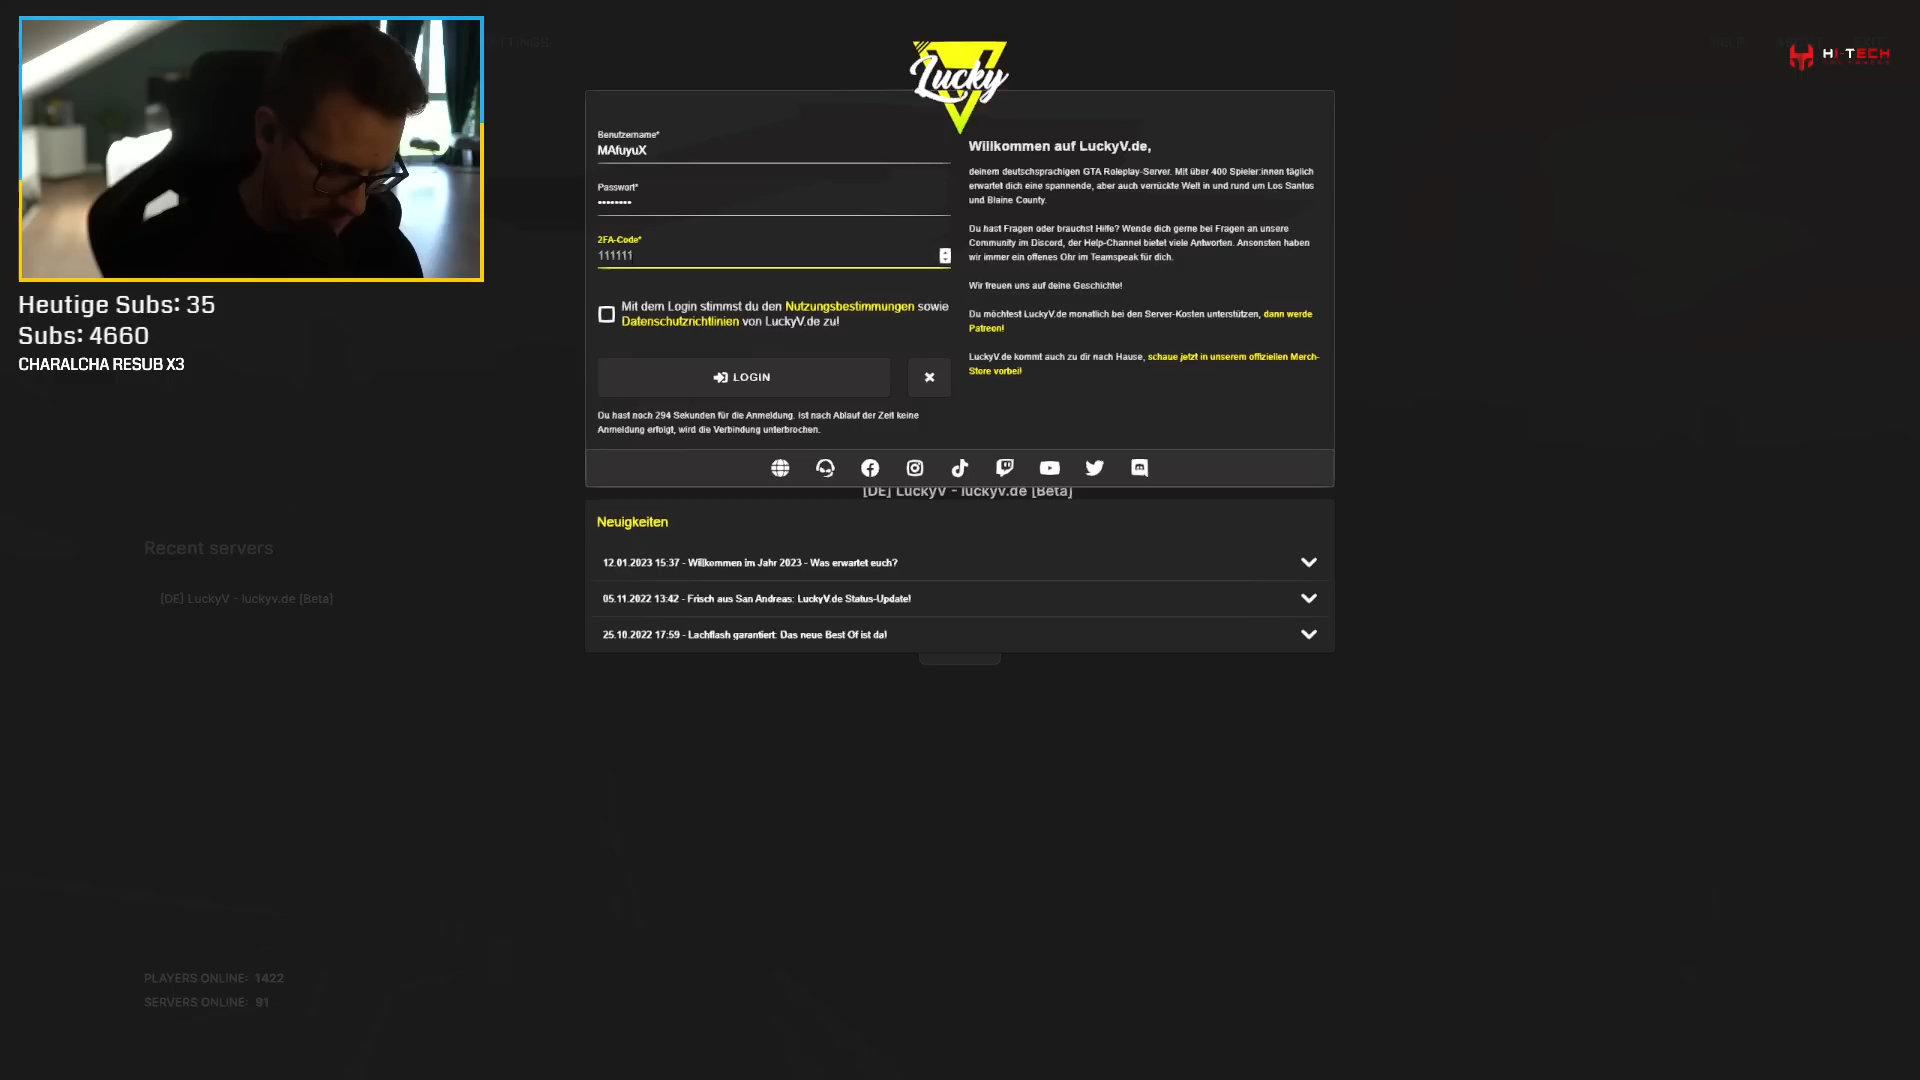 Heutige Subs: 35
Subs: 4660
CHARALCHA RESUB X3
HI-TECH
Lucky
Benutzername*
MAfuyuX
Passwort*
••••••••
2FA-Code*
111111
Mit dem Login stimmst du den Nutzungsbestimmungen sowie
Datenschutzrichtlinien von LuckyV.de zu!
LOGIN
Du hast noch 294 Sekunden für die Anmeldung. Ist nach Ablauf der Zeit keine
Anmeldung erfolgt, wird die Verbindung unterbrochen.
Willkommen auf LuckyV.de,
deinem deutschsprachigen GTA Roleplay-Server. Mit über 400 Spieler:innen täglich
erwartet dich eine spannende, aber auch verrückte Welt in und rund um Los Santos
und Blaine County.
Du hast Fragen oder brauchst Hilfe? Wende dich gerne bei Fragen an unsere
Community im Discord, der Help-Channel bietet viele Antworten. Ansonsten haben
wir immer ein offenes Ohr im Teamspeak für dich.
Wir freuen uns auf deine Geschichte!
Du möchtest LuckyV.de monatlich bei den Server-Kosten unterstützen, dann werde
Patreon!
LuckyV.de kommt auch zu dir nach Hause, schaue jetzt in unserem offiziellen Merch-
Store vorbei!
[DE] LuckyV - luckyv.de [Beta]
Neuigkeiten
12.01.2023 15:37 - Willkommen im Jahr 2023 - Was erwartet euch?
05.11.2022 13:42 - Frisch aus San Andreas: LuckyV.de Status-Update!
25.10.2022 17:59 - Lachflash garantiert: Das neue Best Of ist da!
Recent servers
[DE] LuckyV - luckyv.de [Beta]
PLAYERS ONLINE: 1422
SERVERS ONLINE: 91